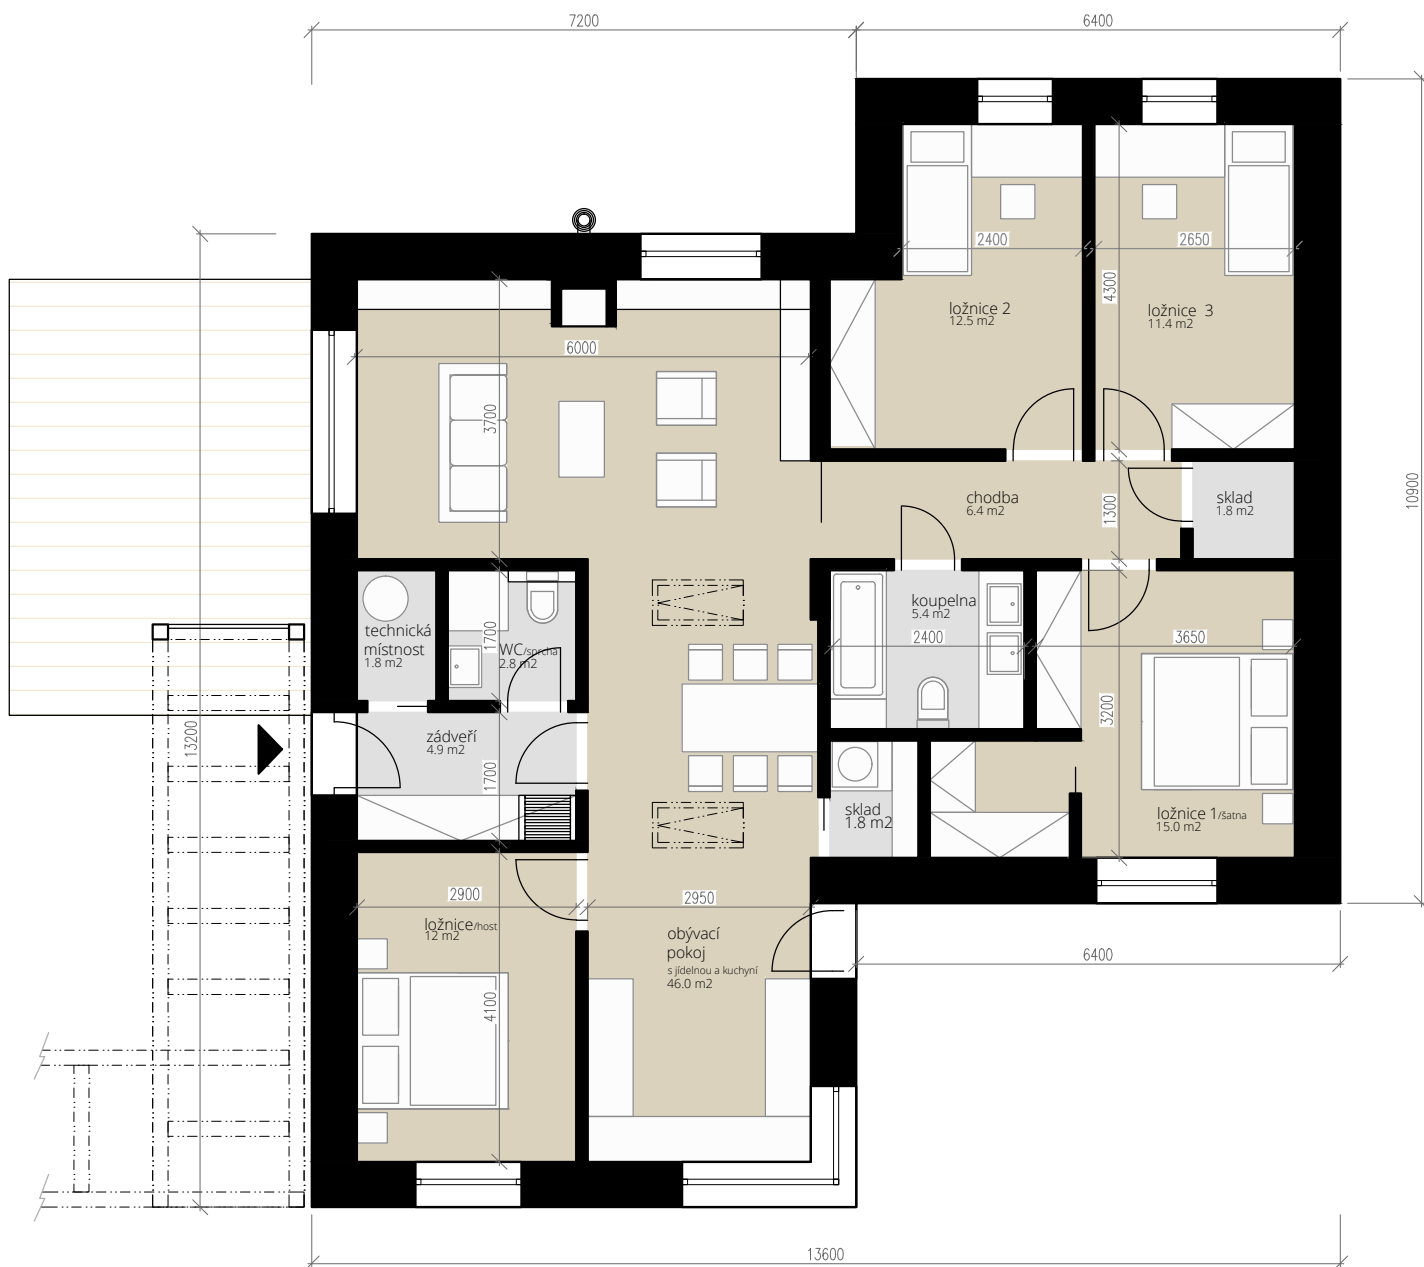 7200
6400
2400
2650
4300
ložnice 2
12.5 m2
ložnice 3
11.4 m2
6000
3700
10900
chodba
6.4 m2
1300
sklad
1.8 m2
koupelna
5.4 m2
2400
3650
3200
technická
místnost
1.8 m2
1700
WC/sprcha
2.8 m2
13200
zádveří
4.9 m2
1700
sklad
1.8 m2
ložnice 1/šatna
15.0 m2
2900
2950
ložnice/host
12 m2
obývací
pokoj
s jídelnou a kuchyní
46.0 m2
6400
4100
13600